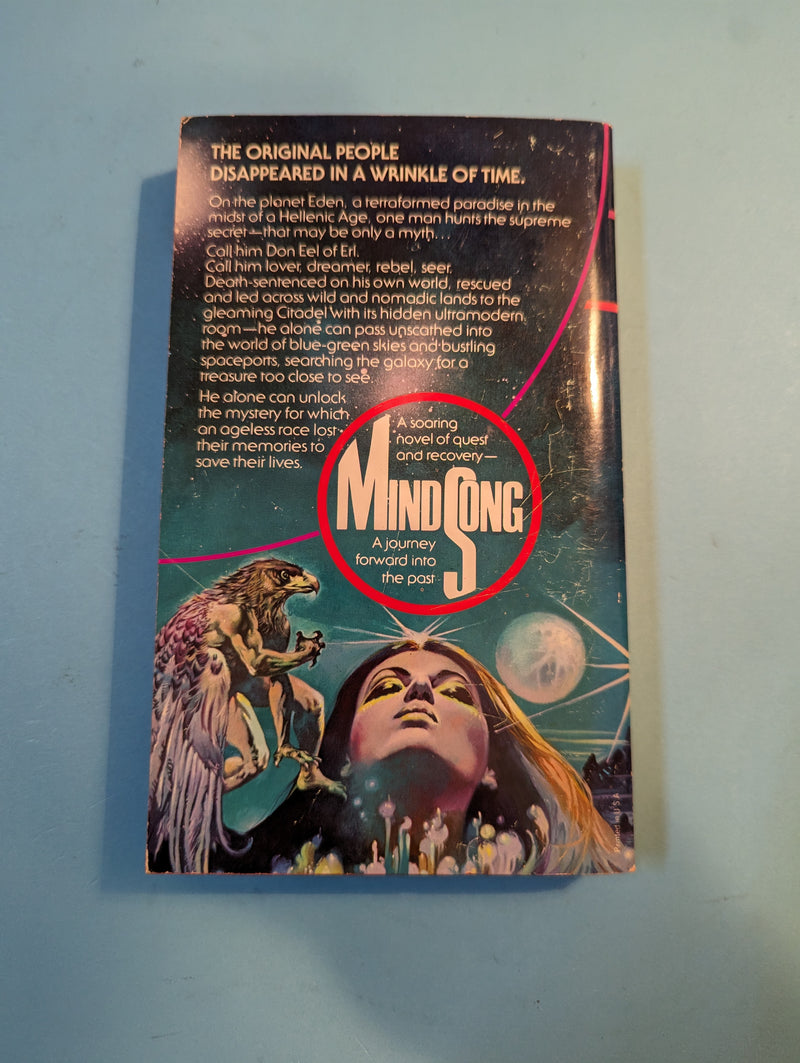 THE ORIGINAL PEOPLE
DISAPPEARED IN A WRINKLE OF TIME.
On the planet Eden, a terraformed paradise in the
midst of a Hellenic Age, one man hunts the supreme
secret—that may be only a myth...
Call him Don Eel of Erl.
Call him lover, dreamer, rebel, seer.
Death-sentenced on his own world, rescued
and led across wild and nomadic lands to the
gleaming Citadel with its hidden ultramodern
room—he alone can pass unscathed into
the world of blue-green skies and bustling
spaceports, searching the galaxy for a
treasure too close to see.
He alone can unlock
the mystery for which
an ageless race lost
their memories to
save their lives.
A soaring
novel of quest
and recovery—
MINDSONG
A journey
forward into
the past
Printed in U.S.A.